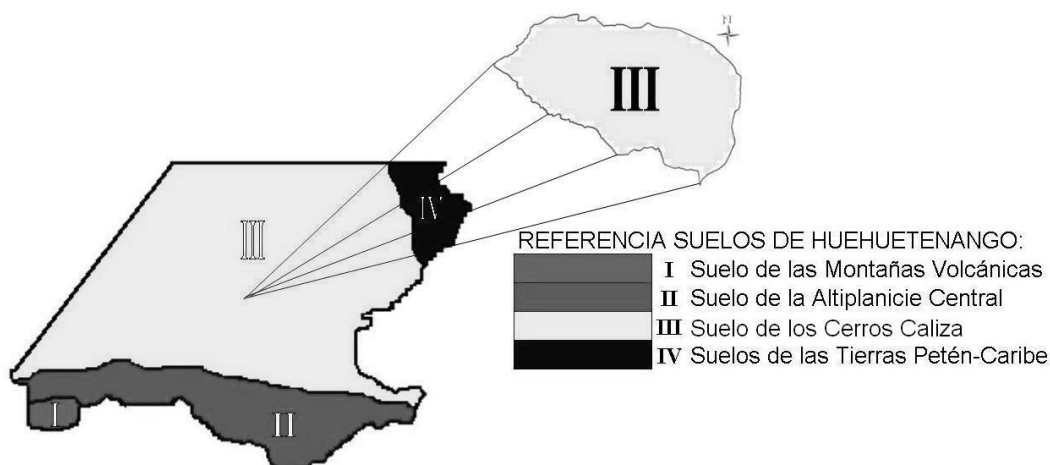 N
III
III
IV
I
II
REFERENCIA SUELOS DE HUEHUETENANGO:
I Suelo de las Montañas Volcánicas
II Suelo de la Altiplanicie Central
III Suelo de los Cerros Caliza
IV Suelos de las Tierras Petén-Caribe